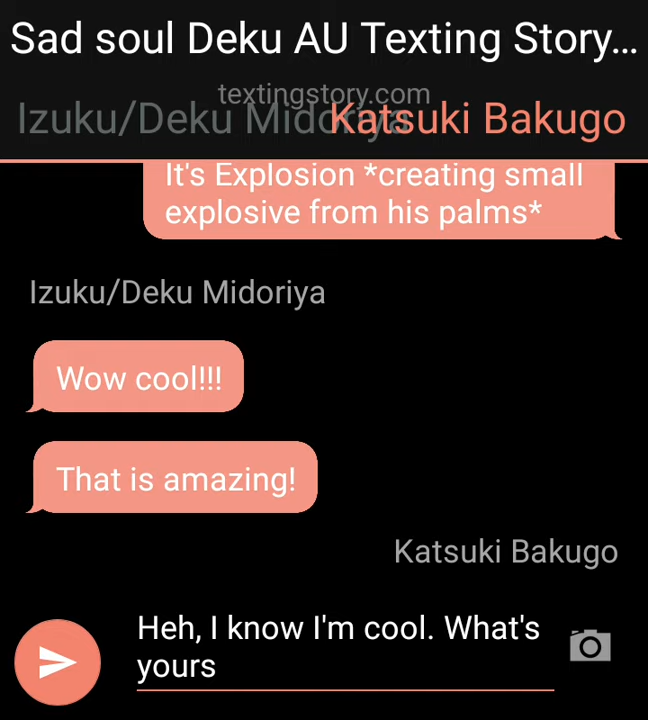 Sad soul Deku AU Texting Story...
textingstory.com
Izuku/Deku Midoriya
Katsuki Bakugo
It's Explosion *creating small
explosive from his palms*
Izuku/Deku Midoriya
Wow cool!!!
That is amazing!
Katsuki Bakugo
Heh, I know I'm cool. What's
yours